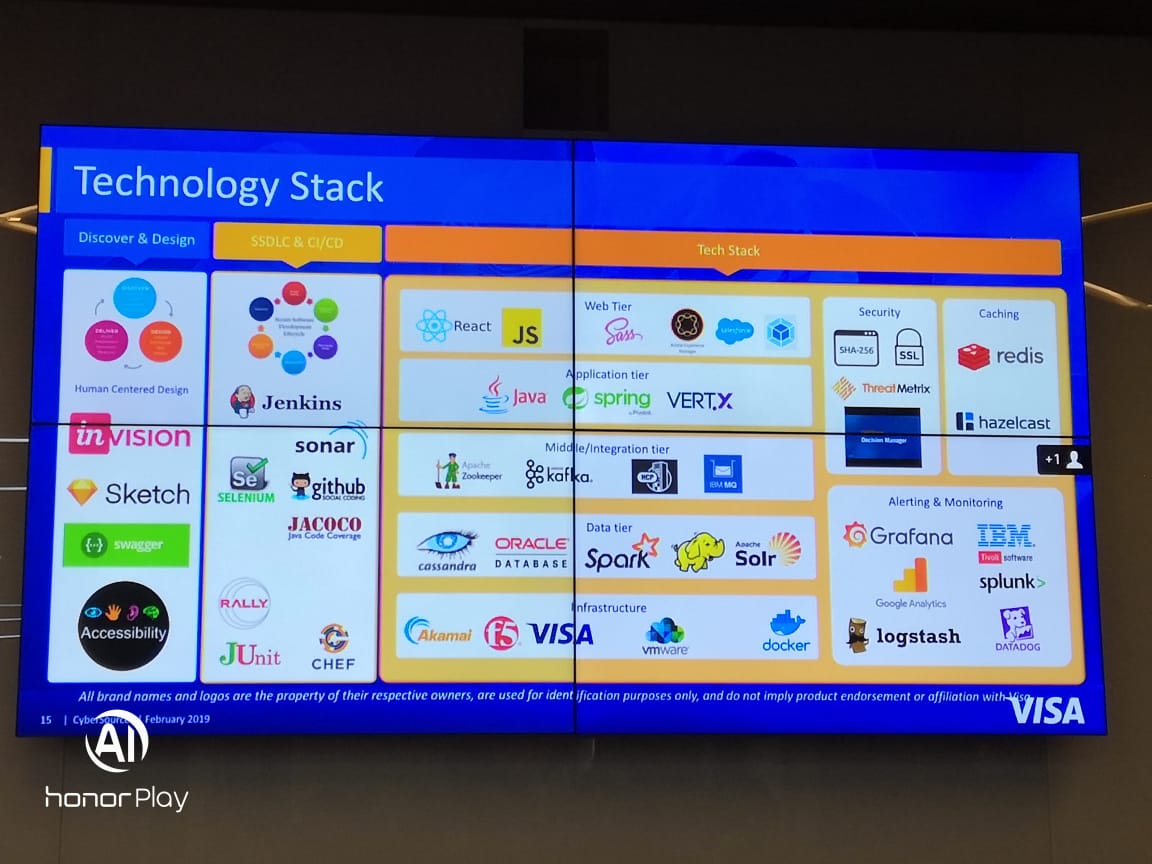 Technology Stack
Discover & Design
SSDLC & CI/CD
Tech Stack
DISCOVER
DELIVER
DESIGN
Human Centered Design
inVISION
Sketch
{···} swagger
Accessibility
Secure Software
Development
Lifecycle
Jenkins
sonar
Se
SELENIUM
github
SOCIAL CODING
JACOCO
Java Code Coverage
RALLY
JUnit
CHEF
Web Tier
React
JS
Sass
Adobe Experience
Manager
salesforce
Application tier
Java
spring
by Pivotal
VERT.X
Middle/Integration tier
Apache
Zookeeper
kafka
HCP
IBM MQ
Data tier
cassandra
ORACLE
DATABASE
Spark
Apache
Solr
Infrastructure
Akamai
f5
VISA
vmware
docker
Security
SHA-256
SSL
ThreatMetrix
Decision Manager
Caching
redis
hazelcast
+1
Alerting & Monitoring
Grafana
IBM
Tivoli software
Google Analytics
splunk>
logstash
DATADOG
All brand names and logos are the property of their respective owners, are used for identification purposes only, and do not imply product endorsement or affiliation with Visa
15 | CyberSource | February 2019
VISA
AI
honor Play